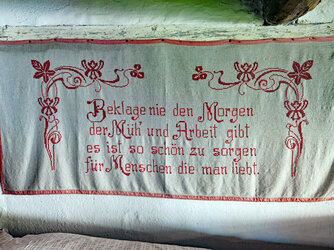 Beklage nie den Morgen
der Müh und Arbeit gibt
es ist so schön zu sorgen
für Menschen die man liebt.